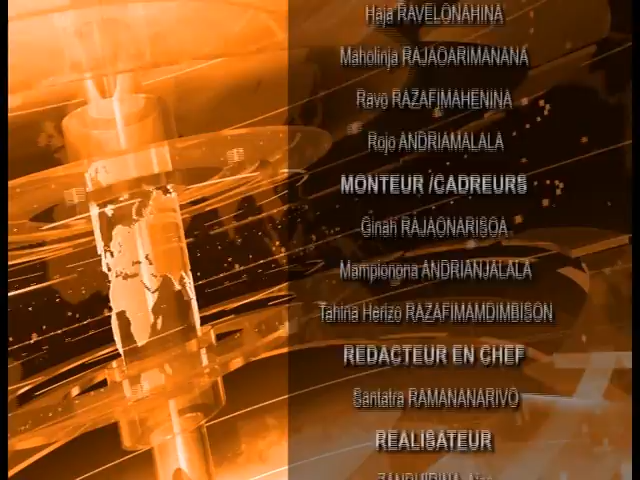 Haja RAVELONAHINA
Maholinja RAJAOARIMANANA
Ravo RAZAFIMAHENINA
Rojo ANDRIAMALALA
MONTEUR /CADREURS
Ginah RAJAONARISOA
Mampionona ANDRIANJALALA
Tahina Herizo RAZAFIMAMDIMBISON
REDACTEUR EN CHEF
Santatra RAMANANARIVO
REALISATEUR